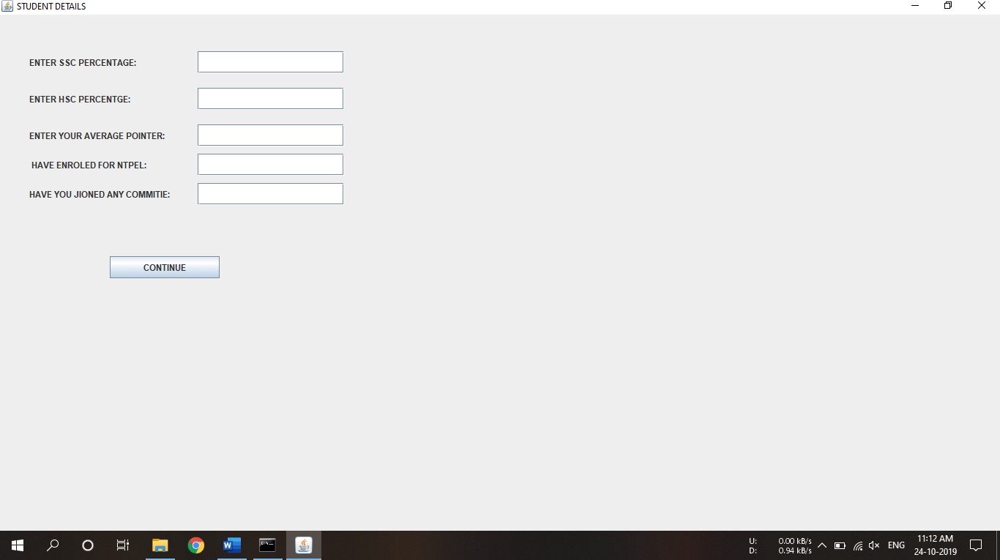 STUDENT DETAILS
ENTER SSC PERCENTAGE:
ENTER HSC PERCENTGE:
ENTER YOUR AVERAGE POINTER:
HAVE ENROLED FOR NTPEL:
HAVE YOU JIONED ANY COMMITIE:
CONTINUE
U: 0.00 kB/s
D: 0.94 kB/s
ENG
11:12 AM
24-10-2019